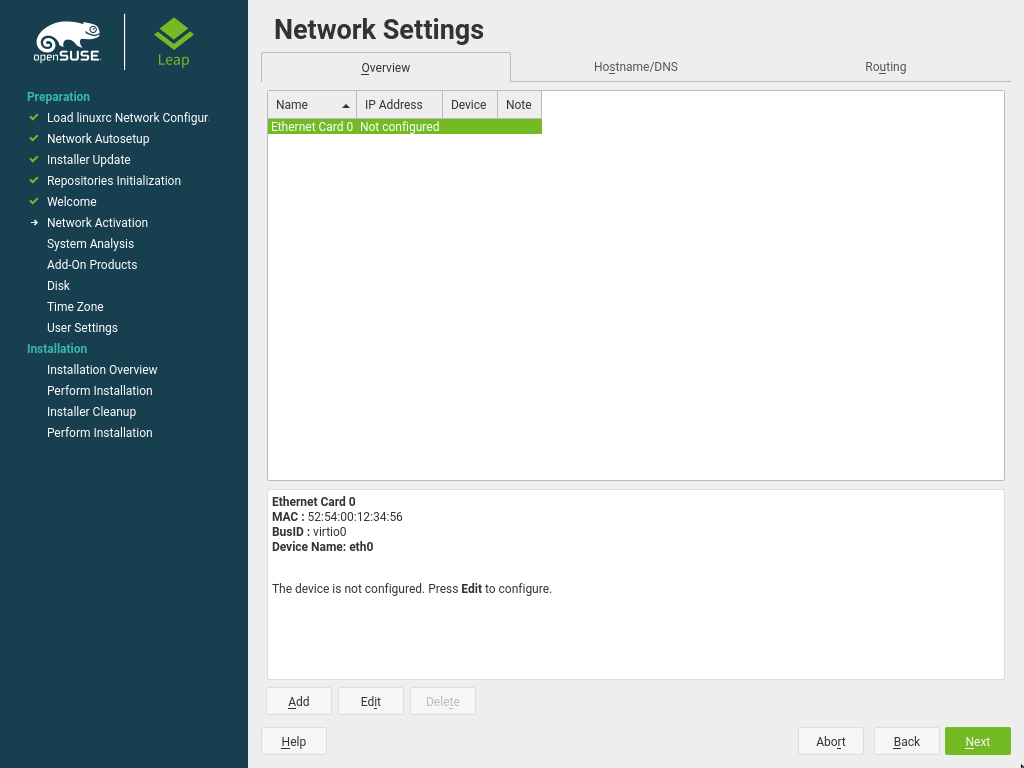 openSUSE
Leap
Preparation
Load linuxrc Network Configur
Network Autosetup
Installer Update
Repositories Initialization
Welcome
Network Activation
System Analysis
Add-On Products
Disk
Time Zone
User Settings
Installation
Installation Overview
Perform Installation
Installer Cleanup
Perform Installation
Network Settings
Overview Hostname/DNS Routing
Name IP Address Device Note
Ethernet Card 0 Not configured
Ethernet Card 0
MAC : 52:54:00:12:34:56
BusID : virtio0
Device Name: eth0
The device is not configured. Press Edit to configure.
Add Edit Delete
Help Abort Back Next